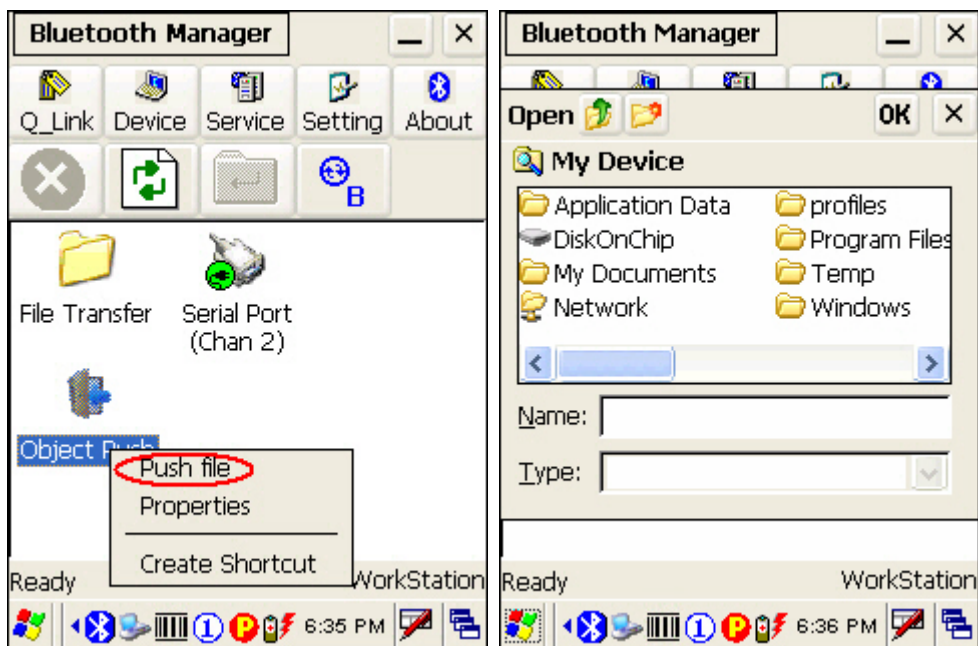 Bluetooth Manager
Q_Link Device Service Setting About
B
File Transfer
Serial Port
(Chan 2)
Object Push
Push file
Properties
Create Shortcut
Ready WorkStation
1 P 6:35 PM
Bluetooth Manager
Open OK
My Device
Application Data
DiskOnChip
My Documents
Network
profiles
Program Files
Temp
Windows
Name:
Type:
Ready WorkStation
1 P 6:36 PM